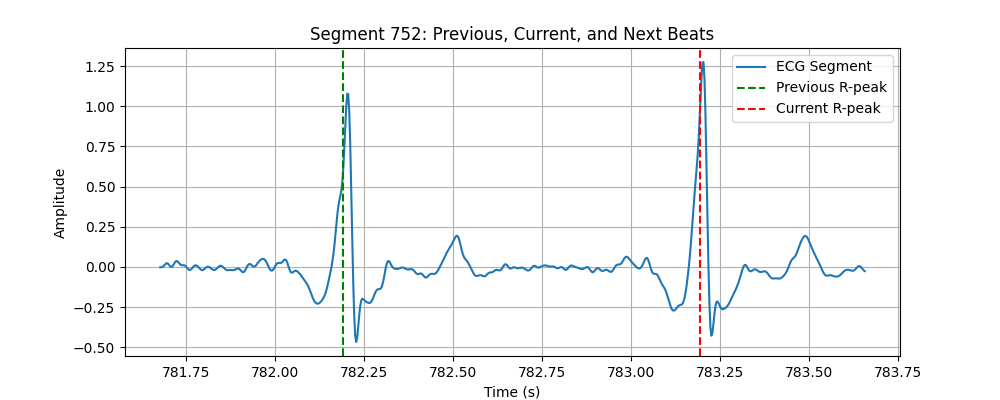 Segment 752: Previous, Current, and Next Beats
ECG Segment
Previous R-peak
Current R-peak
Amplitude
1.25
1.00
0.75
0.50
0.25
0.00
−0.25
−0.50
781.75 782.00 782.25 782.50 782.75 783.00 783.25 783.50 783.75
Time (s)